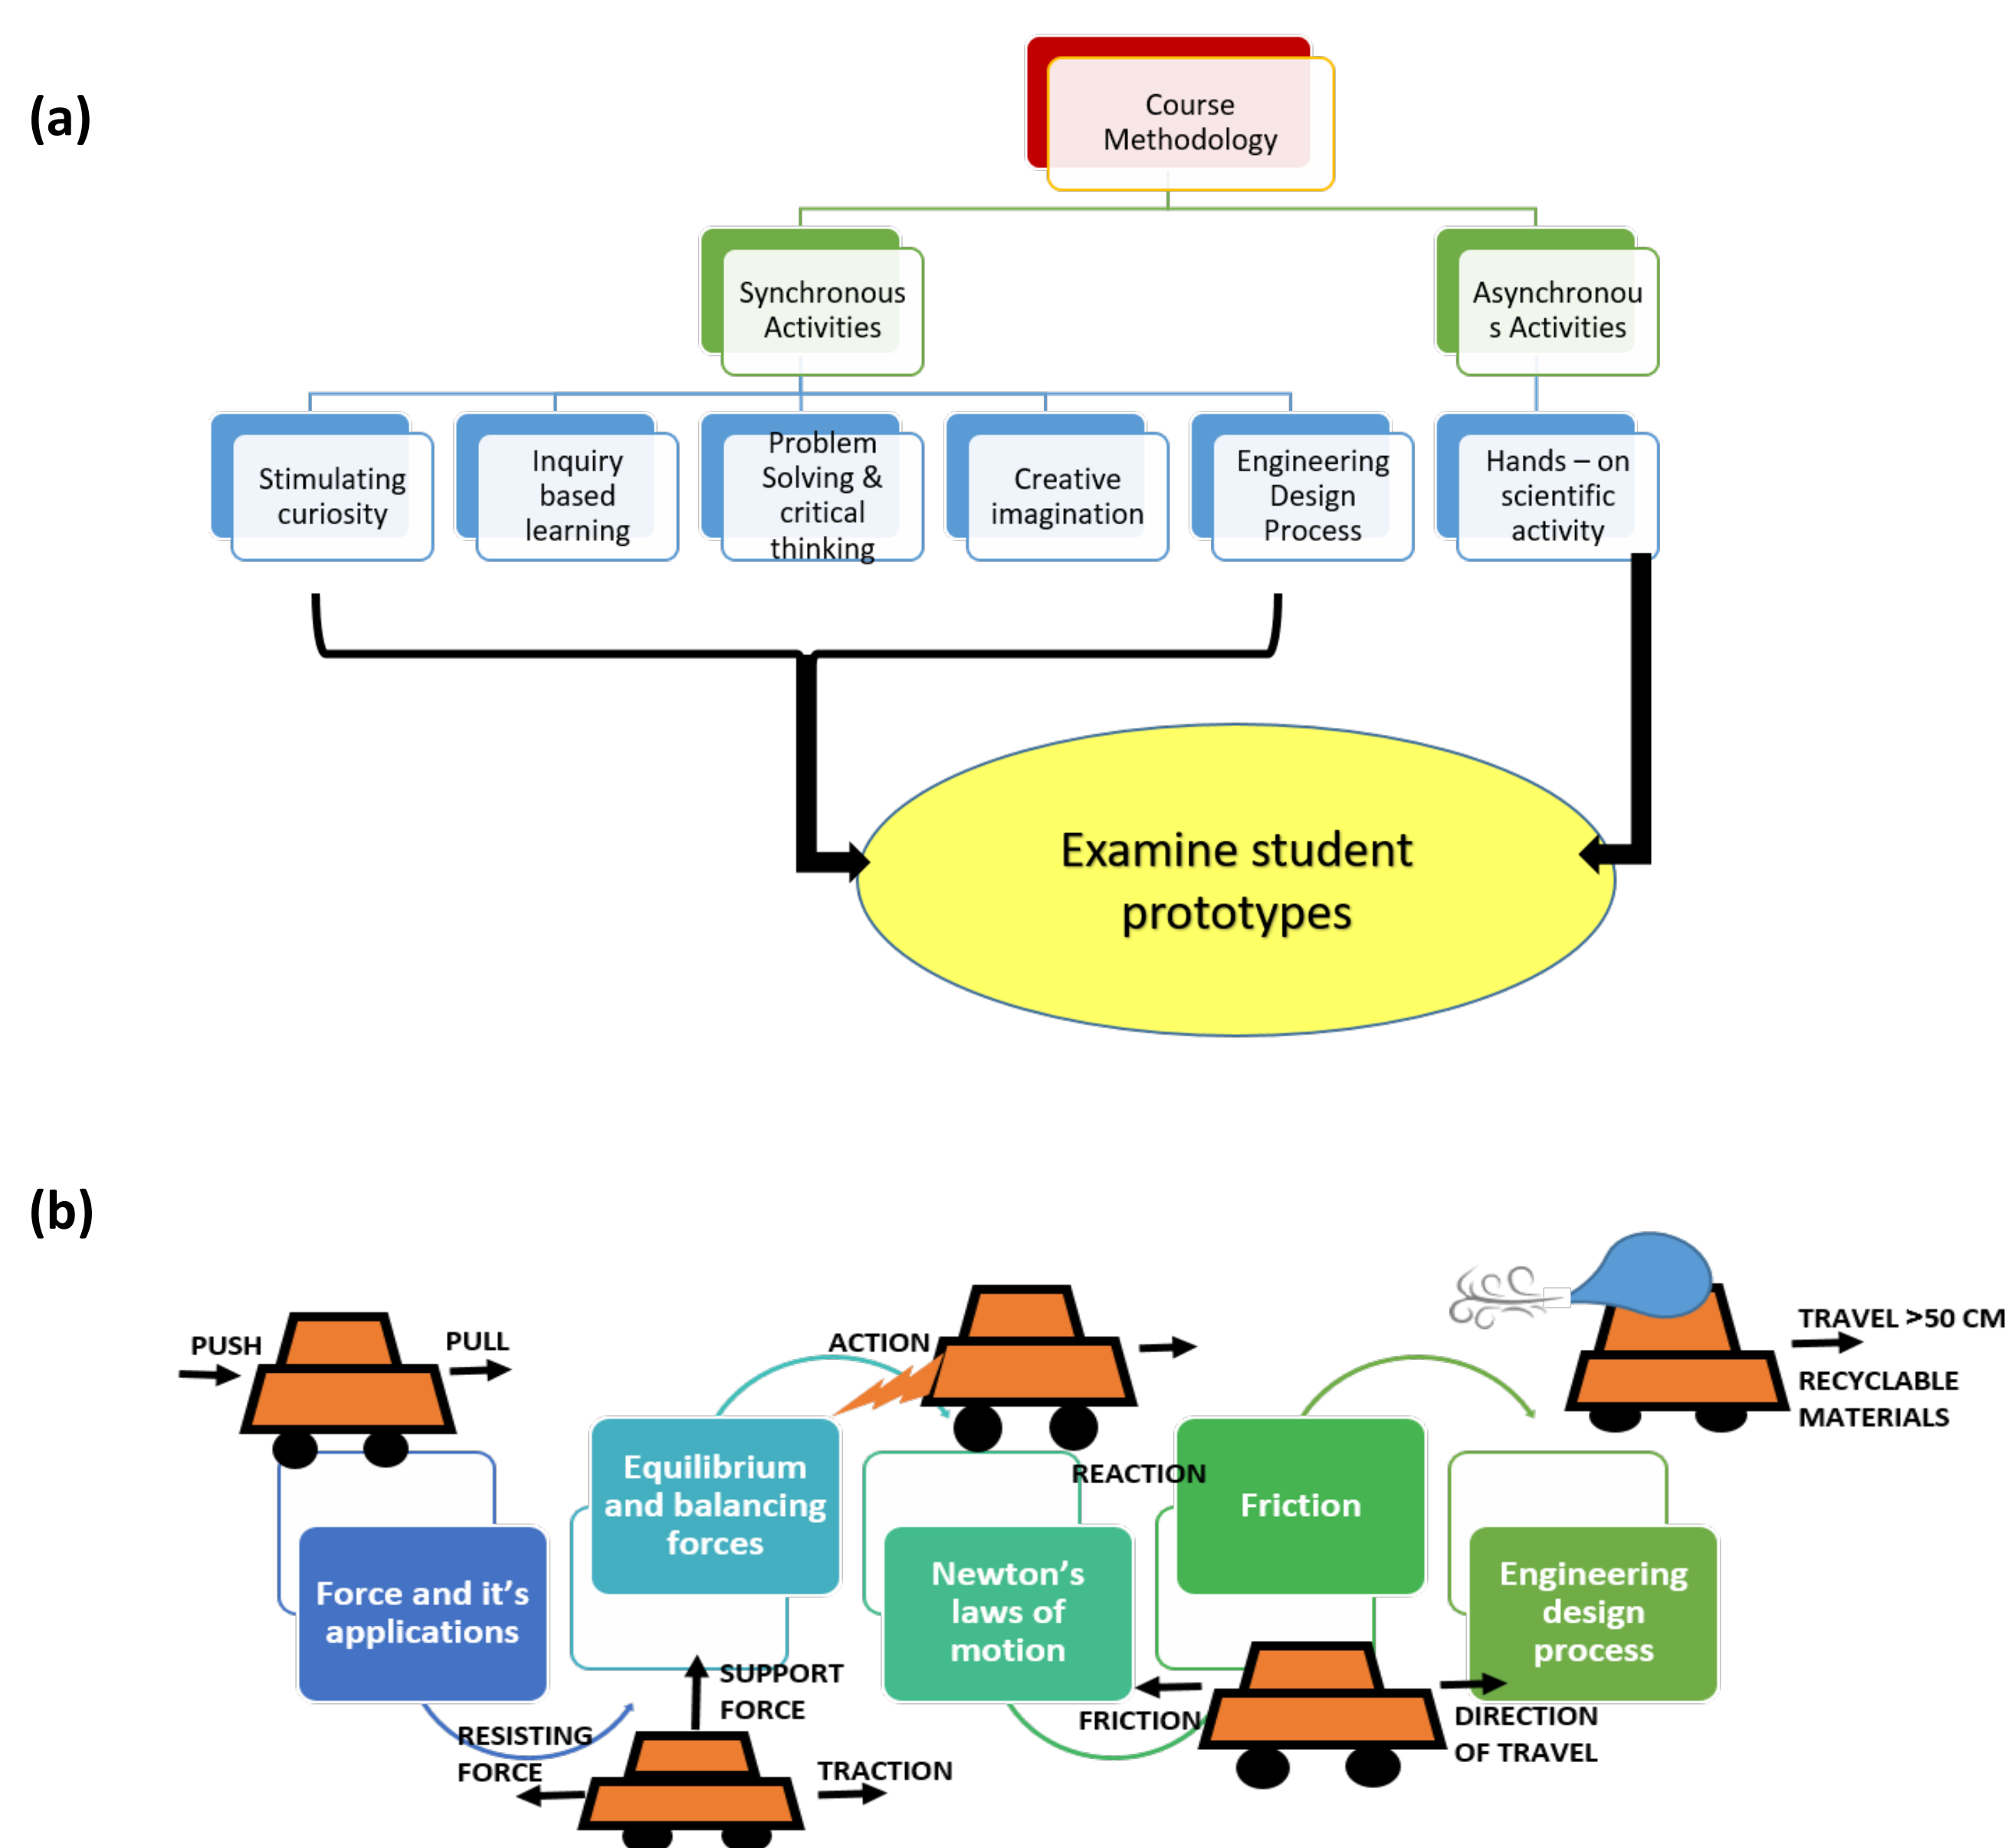 (a)
Course
Methodology
Synchronous
Activities
Asynchronou
s Activities
Stimulating
curiosity
Inquiry
based
learning
Problem
Solving &
critical
thinking
Creative
imagination
Engineering
Design
Process
Hands – on
scientific
activity
Examine student
prototypes
(b)
PUSH
PULL
ACTION
REACTION
TRAVEL >50 CM
RECYCLABLE
MATERIALS
Force and it's
applications
Equilibrium
and balancing
forces
Newton's
laws of
motion
Friction
Engineering
design
process
RESISTING
FORCE
SUPPORT
FORCE
TRACTION
FRICTION
DIRECTION
OF TRAVEL